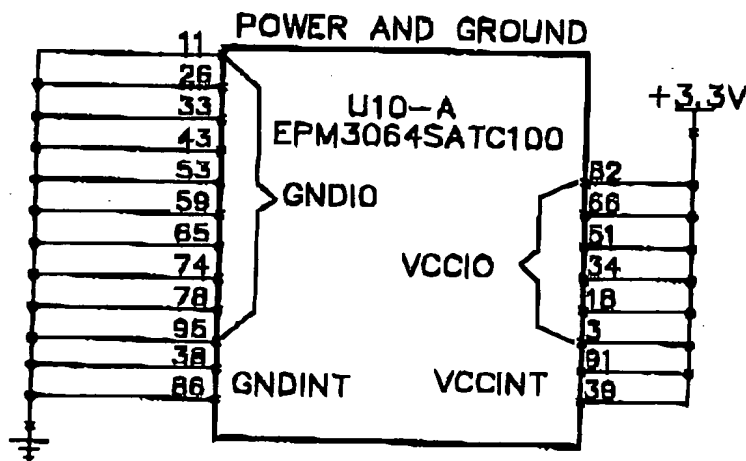 POWER AND GROUND
11
26
33
43
53
59
65
74
78
95
38
86
U10-A
EPM3064SATC100
GNDIO
GNDINT
+3.3V
82
66
51
34
18
3
91
39
VCCIO
VCCINT